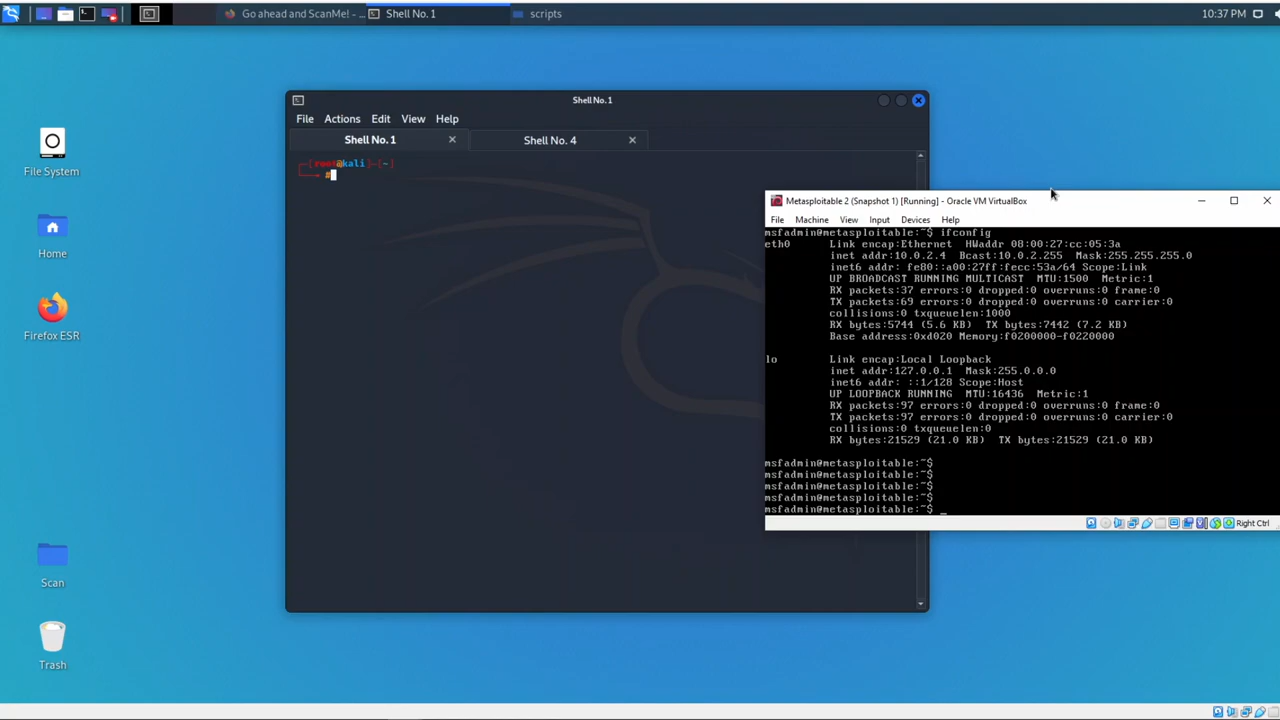 Go ahead and ScanMe! - ...
Shell No. 1
scripts
10:37 PM
Shell No. 1
File Actions Edit View Help
Shell No. 1
Shell No. 4
[root@kali]-[~]
#
File System
Home
Firefox ESR
Scan
Trash
Metasploitable 2 (Snapshot 1) [Running] - Oracle VM VirtualBox
File Machine View Input Devices Help
msfadmin@metasploitable:~$ ifconfig
eth0 Link encap:Ethernet HWaddr 08:00:27:cc:05:3a
inet addr:10.0.2.4 Bcast:10.0.2.255 Mask:255.255.255.0
inet6 addr: fe80::a00:27ff:fecc:53a/64 Scope:Link
UP BROADCAST RUNNING MULTICAST MTU:1500 Metric:1
RX packets:37 errors:0 dropped:0 overruns:0 frame:0
TX packets:69 errors:0 dropped:0 overruns:0 carrier:0
collisions:0 txqueuelen:1000
RX bytes:5744 (5.6 KB) TX bytes:7442 (7.2 KB)
Base address:0xd020 Memory:f0200000-f0220000
lo Link encap:Local Loopback
inet addr:127.0.0.1 Mask:255.0.0.0
inet6 addr: ::1/128 Scope:Host
UP LOOPBACK RUNNING MTU:16436 Metric:1
RX packets:97 errors:0 dropped:0 overruns:0 frame:0
TX packets:97 errors:0 dropped:0 overruns:0 carrier:0
collisions:0 txqueuelen:0
RX bytes:21529 (21.0 KB) TX bytes:21529 (21.0 KB)
msfadmin@metasploitable:~$
msfadmin@metasploitable:~$
msfadmin@metasploitable:~$
msfadmin@metasploitable:~$
msfadmin@metasploitable:~$ _
Right Ctrl